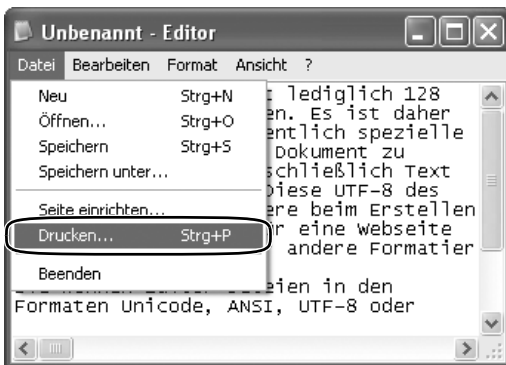 Unbenannt - Editor
Datei Bearbeiten Format Ansicht ?
Neu Strg+N
Öffnen... Strg+O
Speichern Strg+S
Speichern unter...
Seite einrichten...
Drucken... Strg+P
Beenden
lediglich 128
en. Es ist daher
entlich spezielle
Dokument zu
schließlich Text
Diese UTF-8 des
ere beim Erstellen
r eine Webseite
andere Formatier
eien in den
Formaten Unicode, ANSI, UTF-8 oder